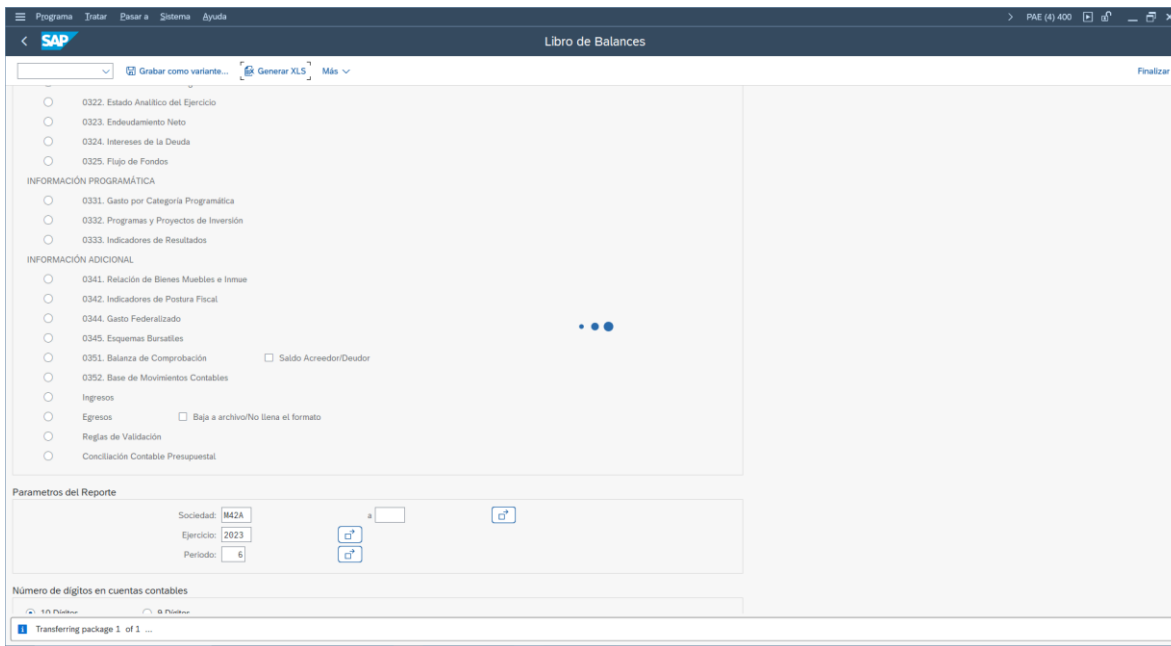 Programa Tratar Pasar a Sistema Ayuda PAE (4) 400
SAP Libro de Balances
Grabar como variante... Generar XLS Más Finalizar
0322. Estado Analítico del Ejercicio
0323. Endeudamiento Neto
0324. Intereses de la Deuda
0325. Flujo de Fondos
INFORMACIÓN PROGRAMÁTICA
0331. Gasto por Categoría Programática
0332. Programas y Proyectos de Inversión
0333. Indicadores de Resultados
INFORMACIÓN ADICIONAL
0341. Relación de Bienes Muebles e Inmue
0342. Indicadores de Postura Fiscal
0344. Gasto Federalizado
0345. Esquemas Bursatiles
0351. Balanza de Comprobación Saldo Acreedor/Deudor
0352. Base de Movimientos Contables
Ingresos
Egresos Baja a archivo/No llena el formato
Reglas de Validación
Conciliación Contable Presupuestal
Parametros del Reporte
Sociedad: M42A a
Ejercicio: 2023
Periodo: 6
Número de dígitos en cuentas contables
10 Dígitos 9 Dígitos
Transferring package 1 of 1 ...